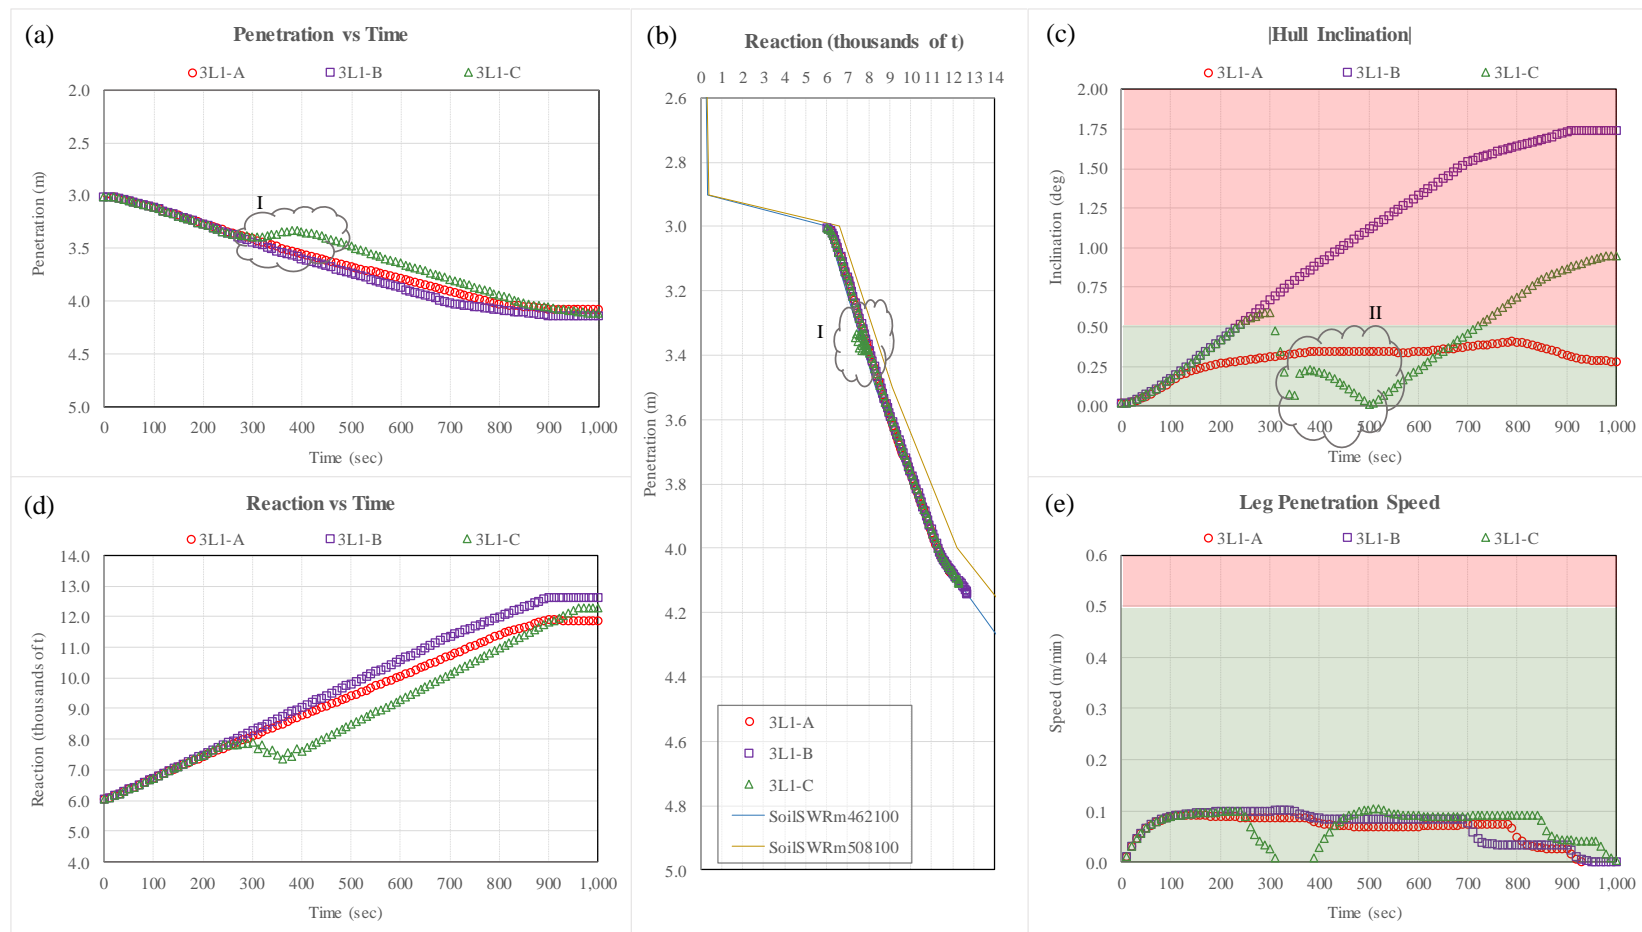 (a)
Penetration vs Time
3L1-A 3L1-B 3L1-C
2.0
2.5
3.0
3.5
4.0
4.5
5.0
Penetration (m)
I
0 100 200 300 400 500 600 700 800 900 1,000
Time (sec)
(d)
Reaction vs Time
3L1-A 3L1-B 3L1-C
14.0
13.0
12.0
11.0
10.0
9.0
8.0
7.0
6.0
5.0
4.0
Reaction (thousands of t)
0 100 200 300 400 500 600 700 800 900 1,000
Time (sec)
(b)
Reaction (thousands of t)
0 1 2 3 4 5 6 7 8 9 10 11 12 13 14
2.6
2.8
3.0
3.2
3.4
3.6
3.8
4.0
4.2
4.4
4.6
4.8
5.0
Penetration (m)
I
3L1-A
3L1-B
3L1-C
SoilSWRm462100
SoilSWRm508100
(c)
|Hull Inclination|
3L1-A 3L1-B 3L1-C
2.00
1.75
1.50
1.25
1.00
0.75
0.50
0.25
0.00
Inclination (deg)
II
0 100 200 300 400 500 600 700 800 900 1,000
Time (sec)
(e)
Leg Penetration Speed
3L1-A 3L1-B 3L1-C
0.6
0.5
0.4
0.3
0.2
0.1
0.0
Speed (m/min)
0 100 200 300 400 500 600 700 800 900 1,000
Time (sec)